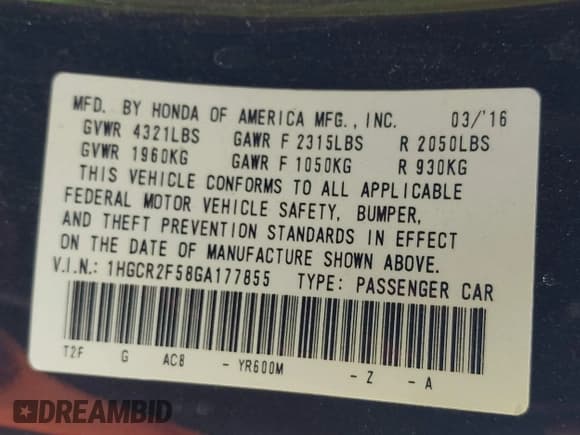 MFD. BY HONDA OF AMERICA MFG., INC. 03/'16
GVWR 4321LBS GAWR F 2315LBS R 2050LBS
GVWR 1960KG GAWR F 1050KG R 930KG
THIS VEHICLE CONFORMS TO ALL APPLICABLE
FEDERAL MOTOR VEHICLE SAFETY, BUMPER,
AND THEFT PREVENTION STANDARDS IN EFFECT
ON THE DATE OF MANUFACTURE SHOWN ABOVE.
V.I.N.: 1HGCR2F58GA177855 TYPE: PASSENGER CAR
T2F G AC8 - YR600M - Z - A
DREAMBID